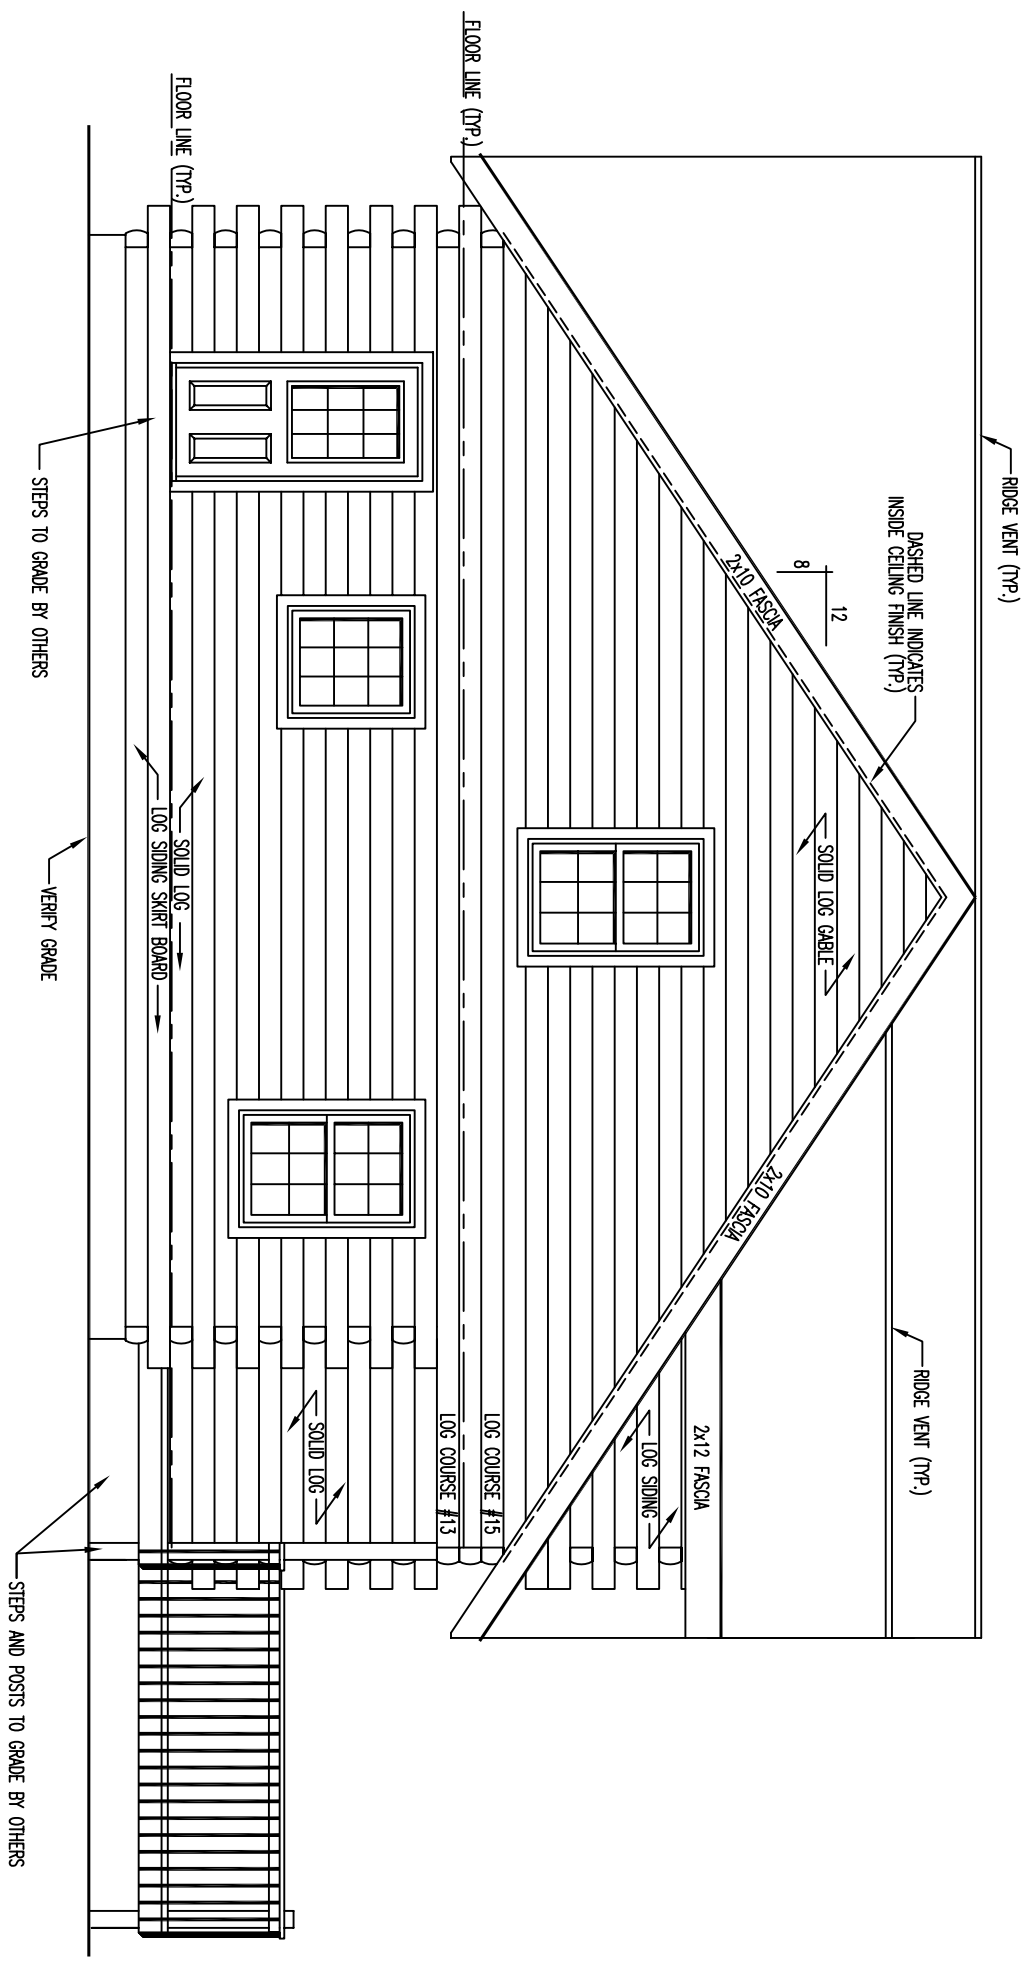 RIDGE VENT (TYP.)
DASHED LINE INDICATES
INSIDE CEILING FINISH (TYP.)
12
8
2x10 FASCIA
2x10 FASCIA
SOLID LOG GABLE
RIDGE VENT (TYP.)
2x12 FASCIA
LOG SIDING
FLOOR LINE (TYP.)
LOG COURSE #15
LOG COURSE #13
SOLID LOG
FLOOR LINE (TYP.)
SOLID LOG
LOG SIDING SKIRT BOARD
STEPS TO GRADE BY OTHERS
VERIFY GRADE
STEPS AND POSTS TO GRADE BY OTHERS